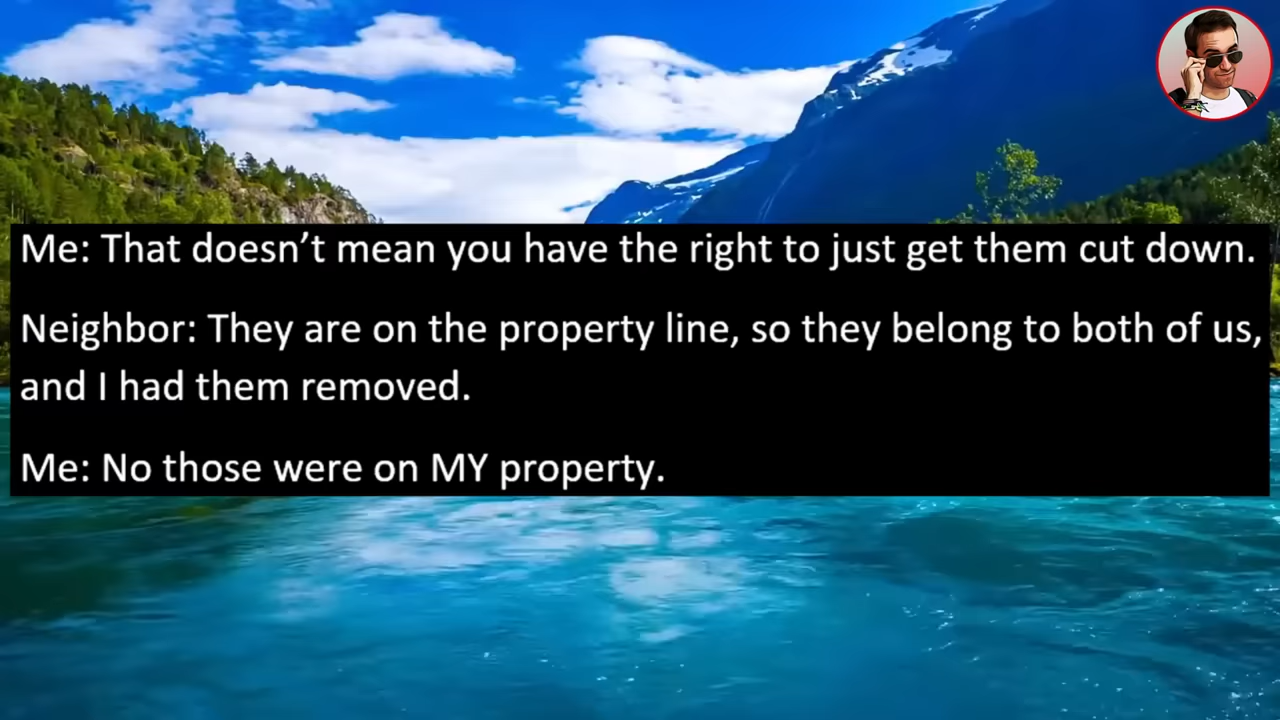 Me: That doesn’t mean you have the right to just get them cut down.
Neighbor: They are on the property line, so they belong to both of us,
and I had them removed.
Me: No those were on MY property.